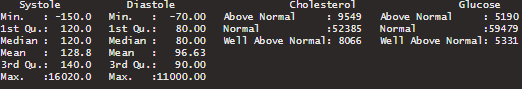 Systole Diastole Cholesterol Glucose
Min. : -150.0 Min. : -70.00 Above Normal : 9549 Above Normal : 5190
1st Qu.: 120.0 1st Qu.: 80.00 Normal :52385 Normal :59479
Median : 120.0 Median : 80.00 Well Above Normal: 8066 Well Above Normal: 5331
Mean : 128.8 Mean : 96.63
3rd Qu.: 140.0 3rd Qu.: 90.00
Max. :16020.0 Max. :11000.00